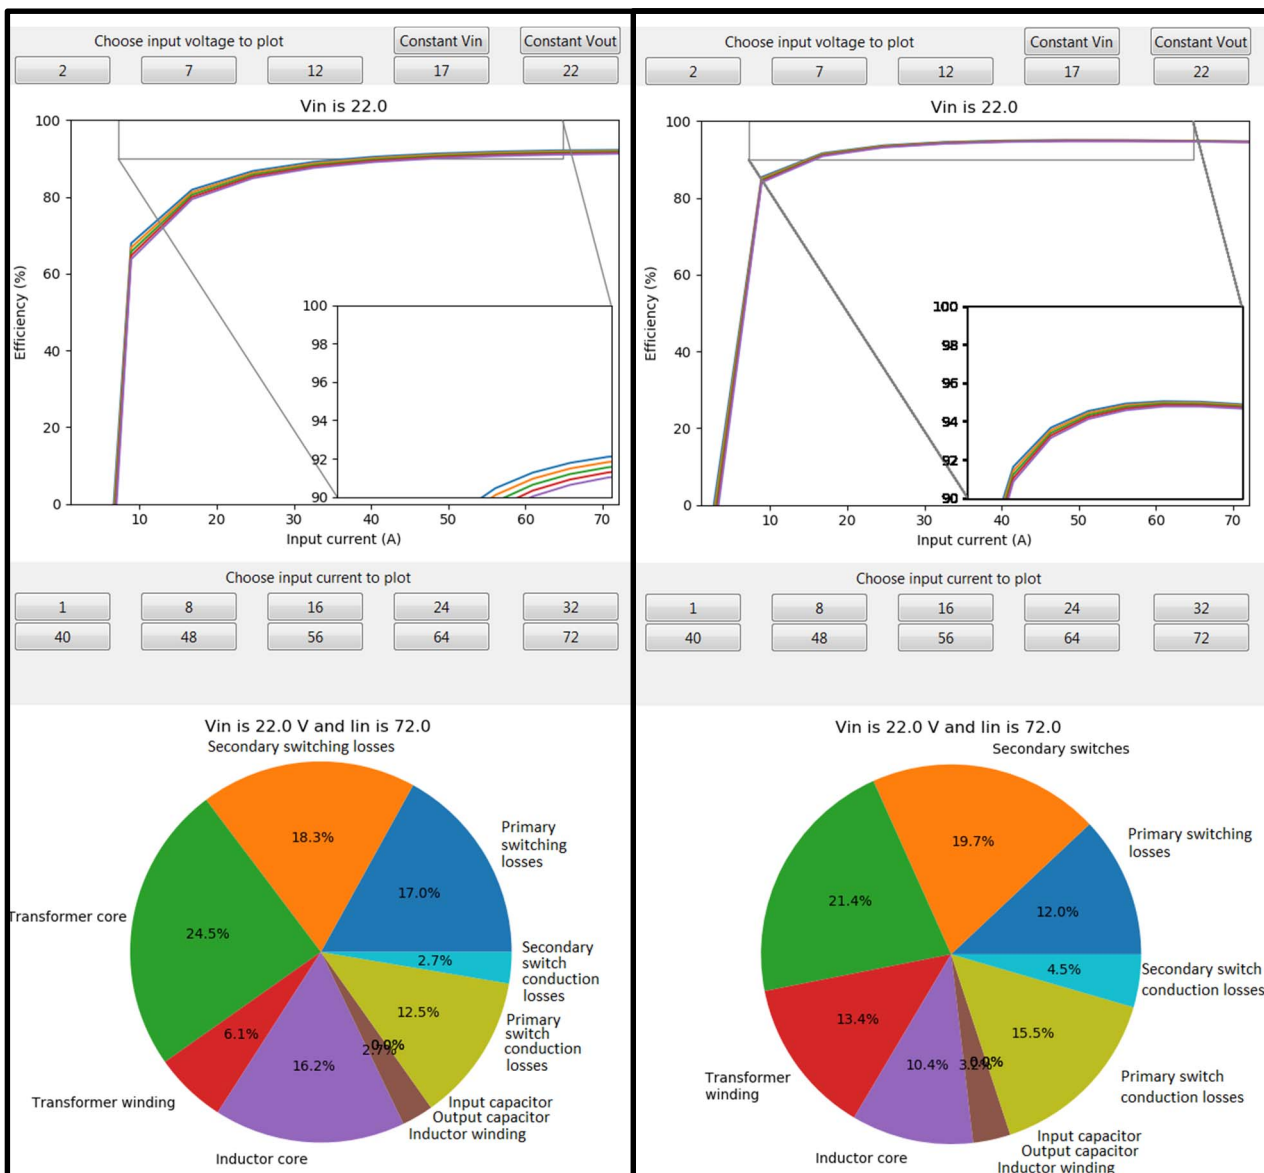 Choose input voltage to plot
Constant Vin
Constant Vout
2
7
12
17
22
Vin is 22.0
100
80
60
40
20
0
Efficiency (%)
100
98
96
94
92
90
10
20
30
40
50
60
70
Input current (A)
Choose input current to plot
1
8
16
24
32
40
48
56
64
72
Vin is 22.0 V and Iin is 72.0
Secondary switching losses
18.3%
Primary
switching
losses
17.0%
Transformer core
24.5%
Secondary
switch
conduction
losses
2.7%
12.5%
Primary
switch
conduction
losses
6.1%
0.0%
2.7%
16.2%
Transformer winding
Input capacitor
Output capacitor
Inductor winding
Inductor core
Choose input voltage to plot
Constant Vin
Constant Vout
2
7
12
17
22
Vin is 22.0
100
80
60
40
20
0
Efficiency (%)
100
98
96
94
92
90
10
20
30
40
50
60
70
Input current (A)
Choose input current to plot
1
8
16
24
32
40
48
56
64
72
Vin is 22.0 V and Iin is 72.0
Secondary switches
19.7%
Primary switching
losses
12.0%
21.4%
4.5%
Secondary switch
conduction losses
13.4%
15.5%
10.4%
3.2%
0.0%
Transformer
winding
Primary switch
conduction losses
Input capacitor
Output capacitor
Inductor winding
Inductor core